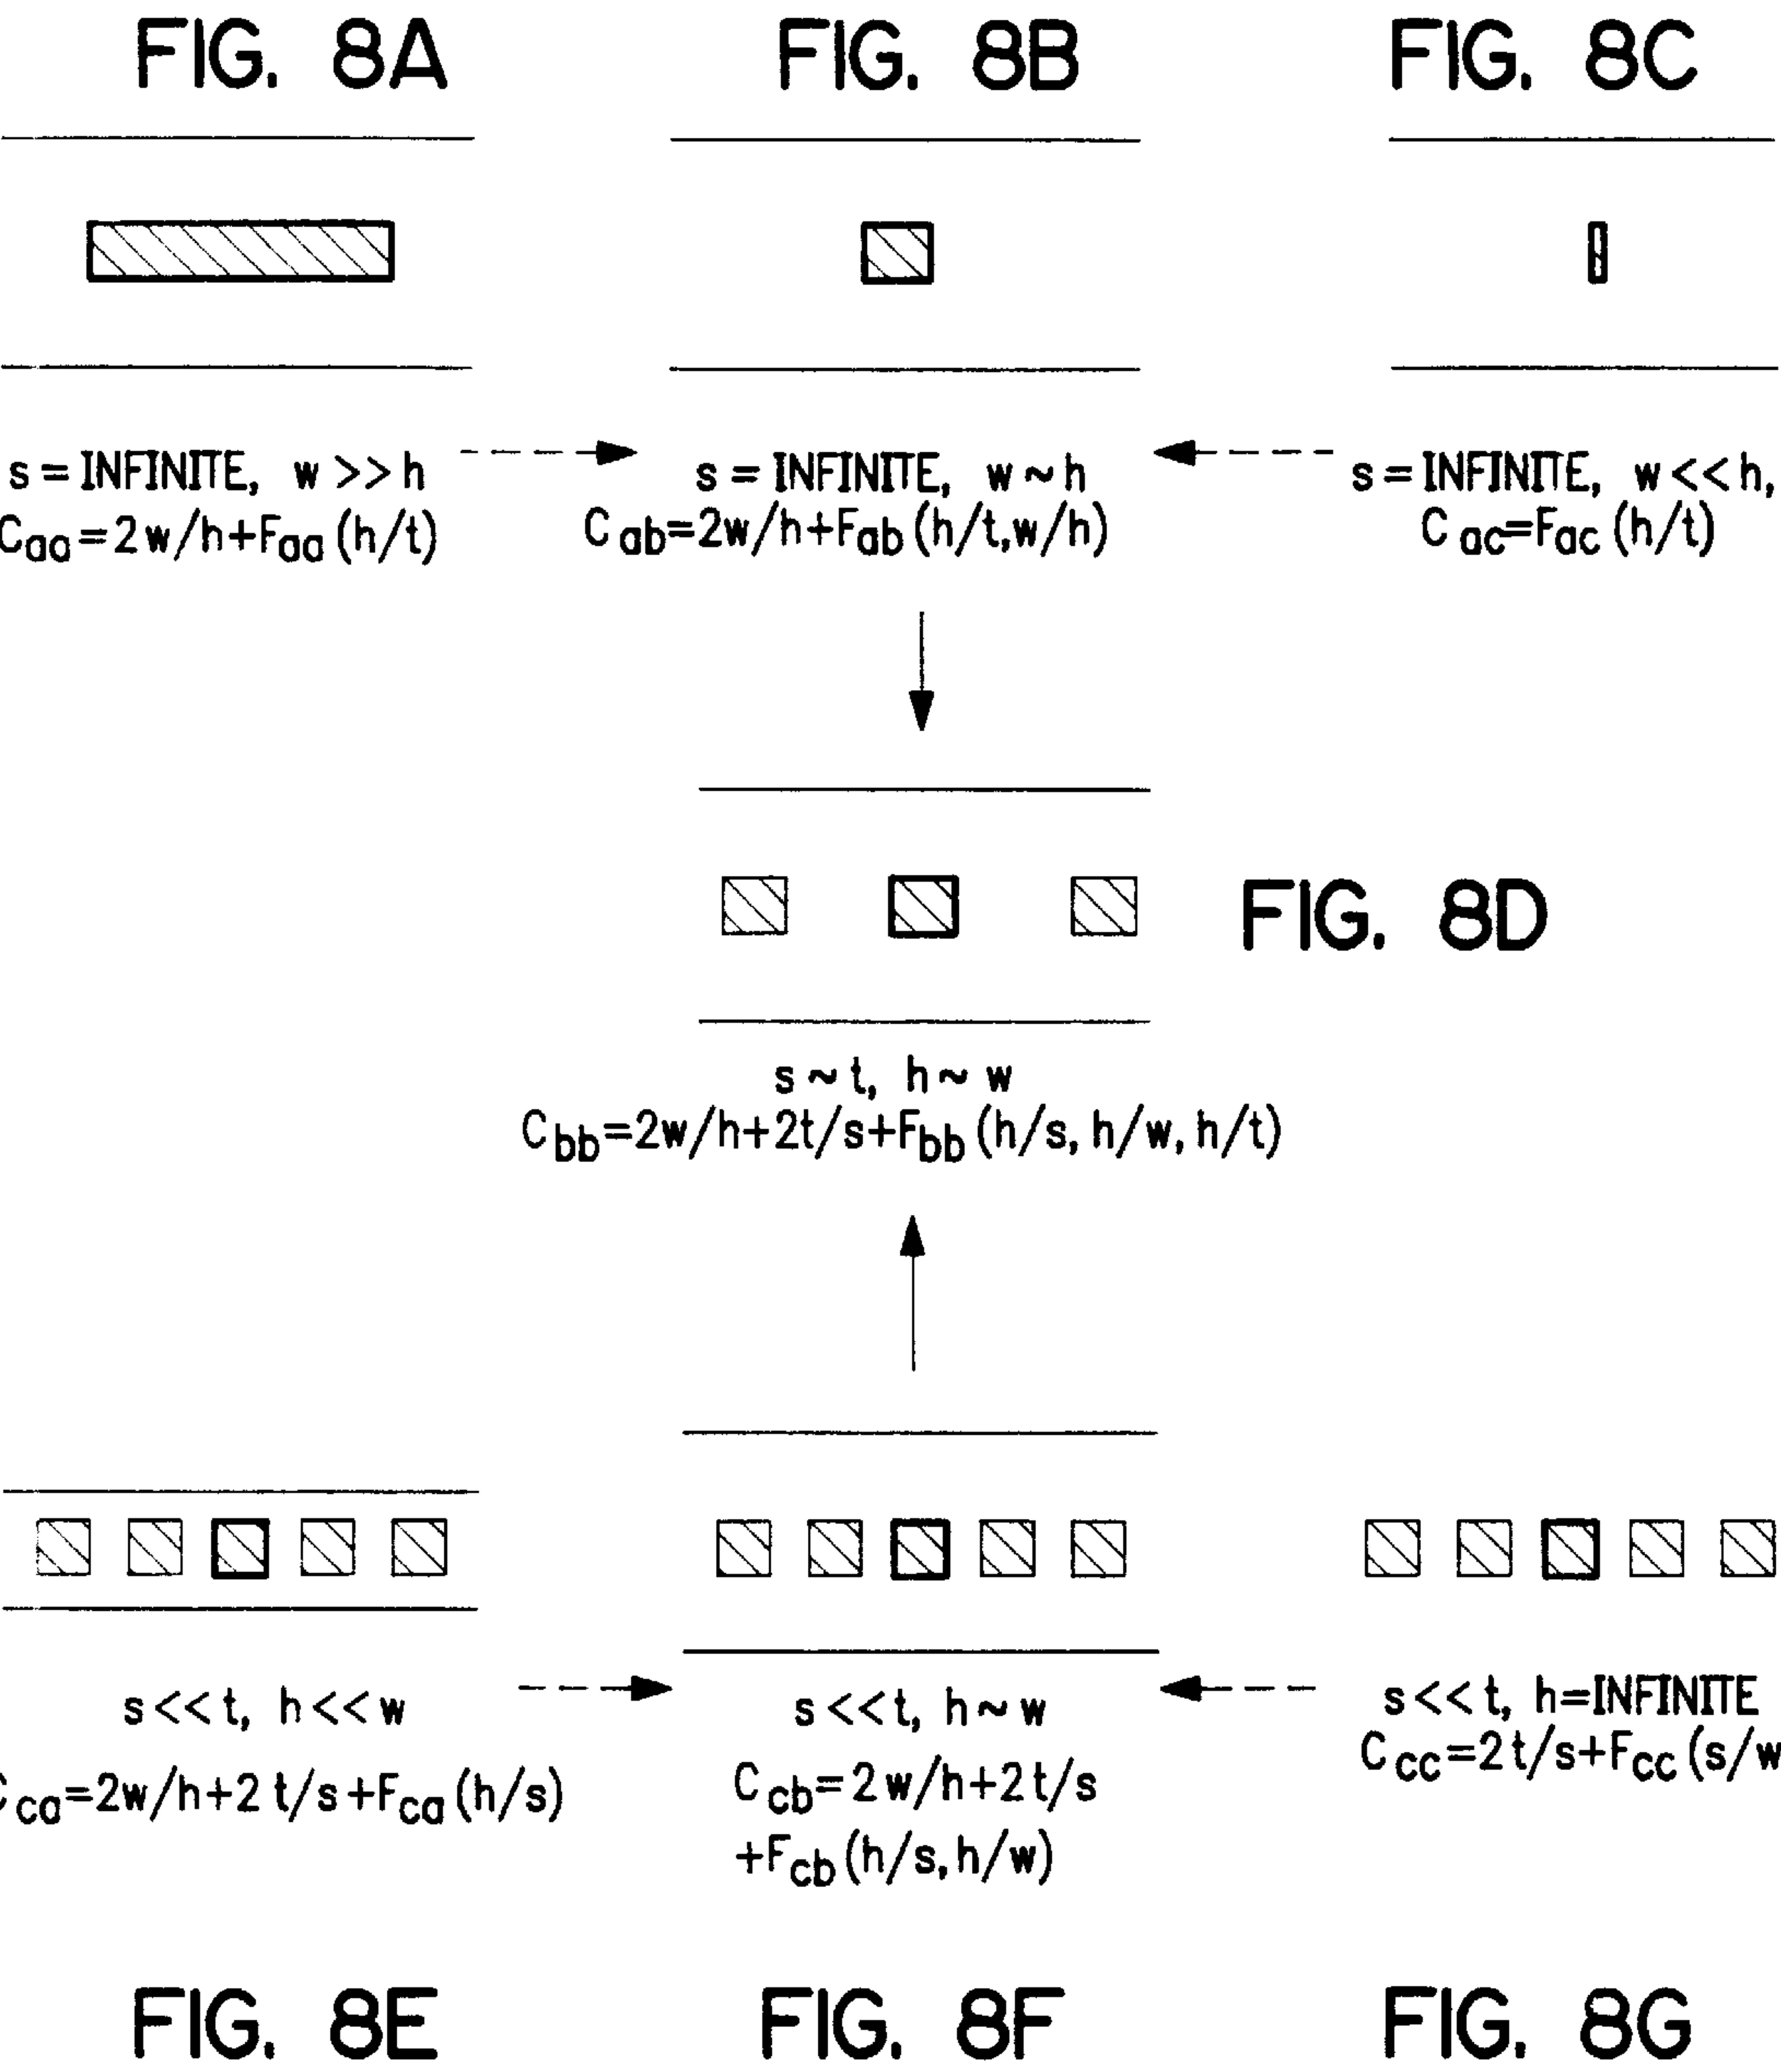 FIG. 8A
FIG. 8B
FIG. 8C
s = INFINITE, w >> h
Caa = 2w/h + Faa (h/t)
s = INFINITE, w ~ h
Cab = 2w/h + Fab (h/t, w/h)
s = INFINITE, w << h,
Cac = Fac (h/t)
FIG. 8D
s ~ t, h ~ w
Cbb = 2w/h + 2t/s + Fbb (h/s, h/w, h/t)
s << t, h << w
Cca = 2w/h + 2t/s + Fca (h/s)
s << t, h ~ w
Ccb = 2w/h + 2t/s
+ Fcb (h/s, h/w)
s << t, h = INFINITE
Ccc = 2t/s + Fcc (s/w
FIG. 8E
FIG. 8F
FIG. 8G